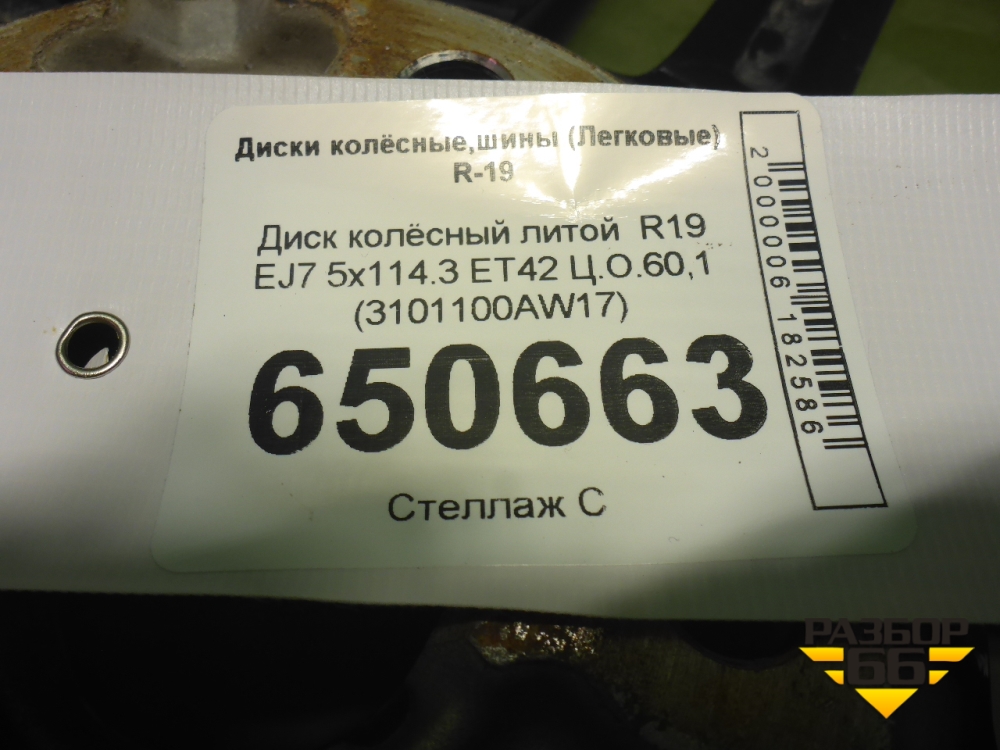 Диски колёсные,шины (Легковые)
R-19
Диск колёсный литой R19
EJ7 5x114.3 ET42 Ц.О.60,1
(3101100AW17)
650663
Стеллаж С
2000006182586
РАЗБОР
66